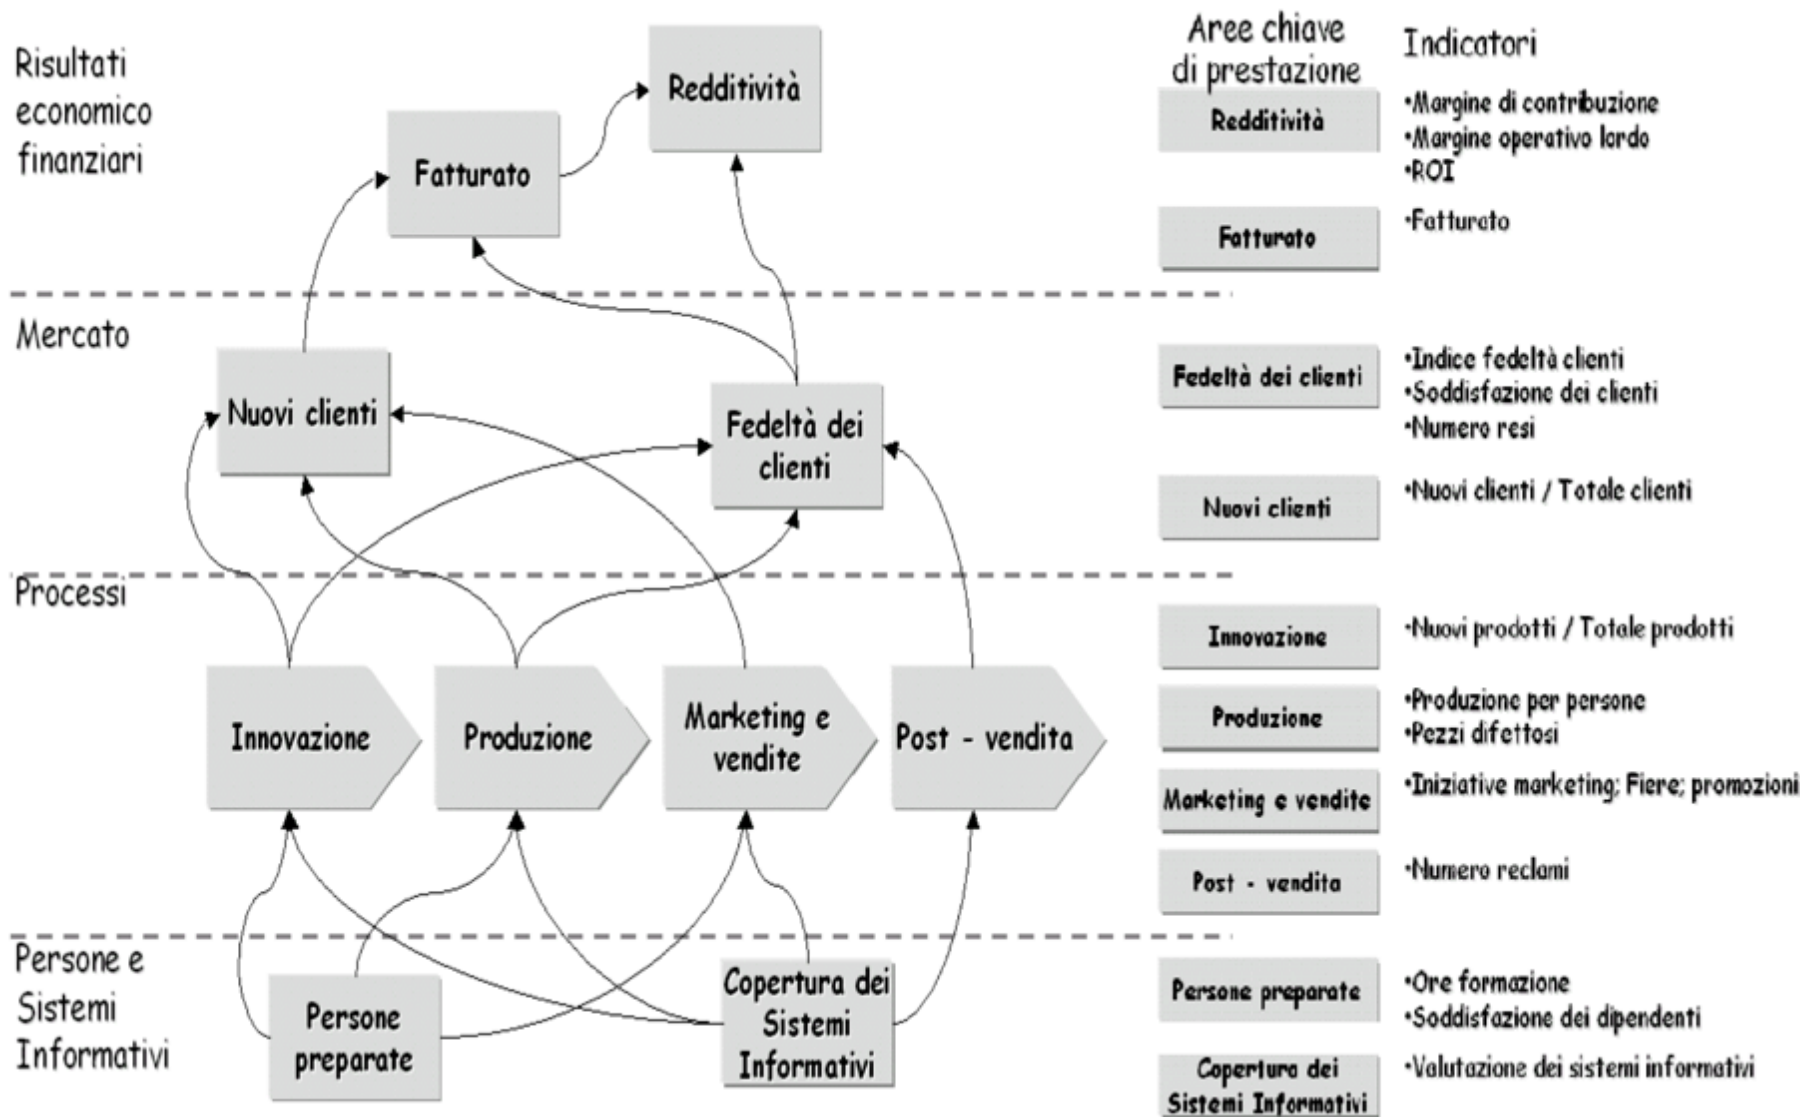 Risultati
economico
finanziari
Redditività
Fatturato
Mercato
Nuovi clienti
Fedeltà dei
clienti
Processi
Innovazione
Produzione
Marketing e
vendite
Post - vendita
Persone e
Sistemi
Informativi
Persone
preparate
Copertura dei
Sistemi
Informativi
Aree chiave
di prestazione
Indicatori
Redditività
•Margine di contribuzione
•Margine operativo lordo
•ROI
Fatturato
•Fatturato
Fedeltà dei clienti
•Indice fedeltà clienti
•Soddisfazione dei clienti
•Numero resi
Nuovi clienti
•Nuovi clienti / Totale clienti
Innovazione
•Nuovi prodotti / Totale prodotti
Produzione
•Produzione per persone
•Pezzi difettosi
Marketing e vendite
•Iniziative marketing; Fiere; promozioni
Post - vendita
•Numero reclami
Persone preparate
•Ore formazione
•Soddisfazione dei dipendenti
Copertura dei
Sistemi Informativi
•Valutazione dei sistemi informativi